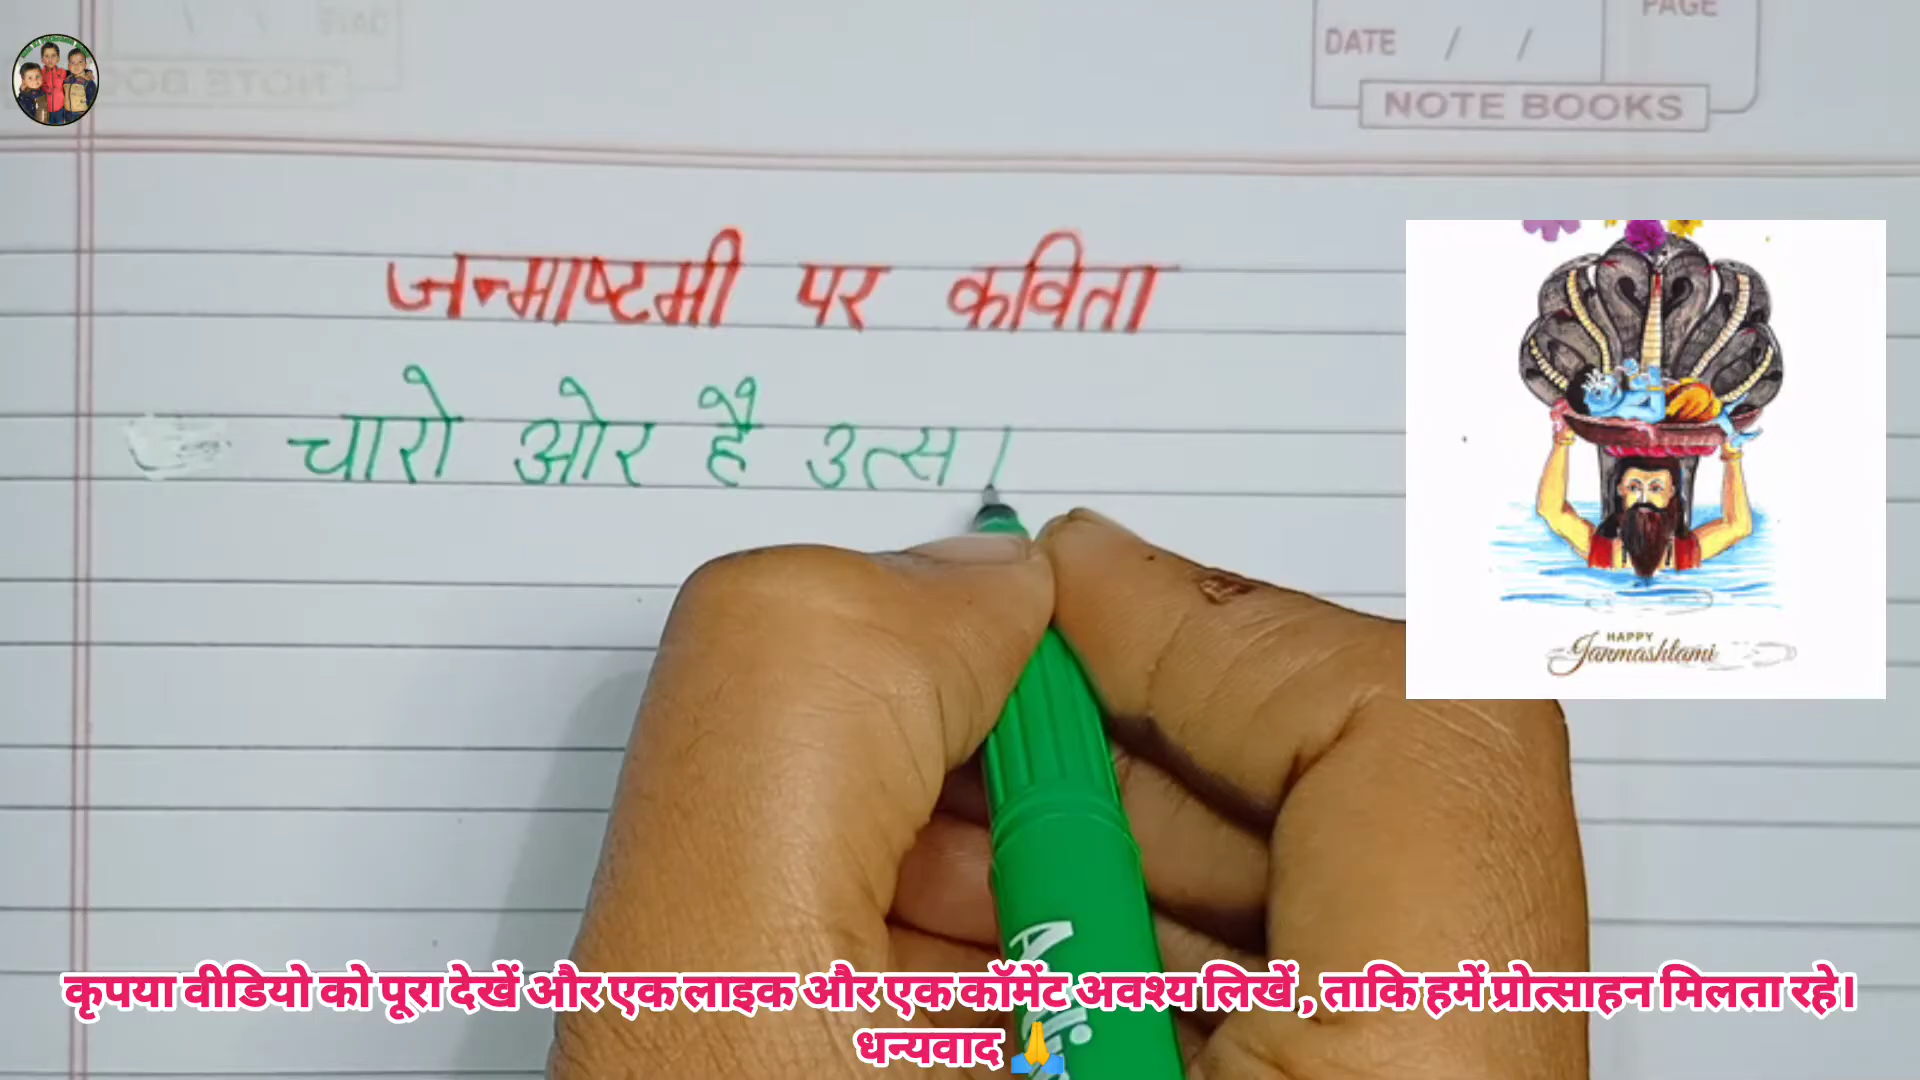 DATE / /
PAGE
NOTE BOOKS
जन्माष्टमी पर कविता
चारो ओर है उत्स
HAPPY
Janmashtami
कृपया वीडियो को पूरा देखें और एक लाइक और एक कॉमेंट अवश्य लिखें , ताकि हमें प्रोत्साहन मिलता रहे।
धन्यवाद 🙏